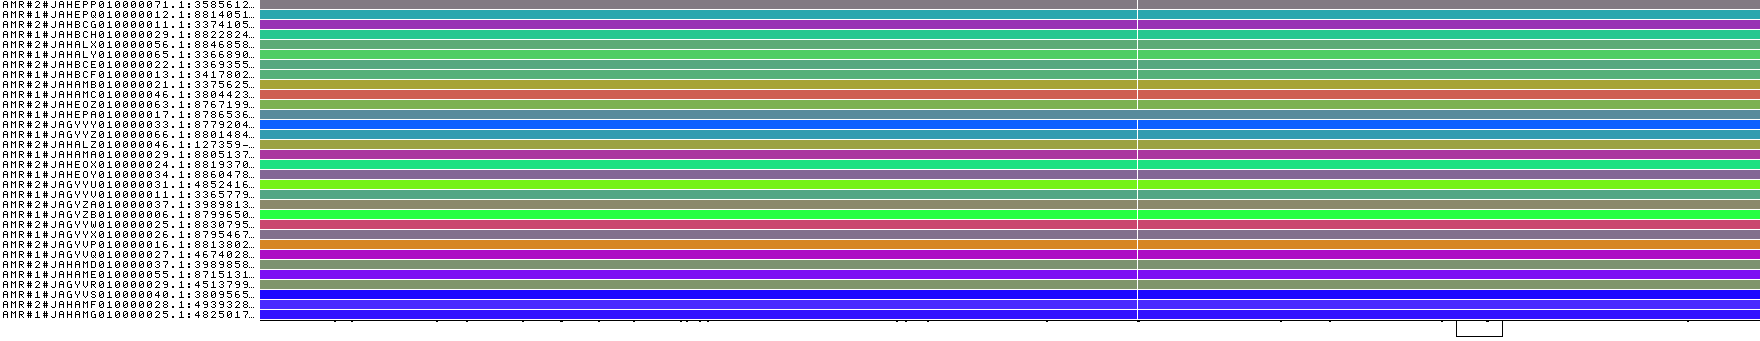 AMR#2#JAHEPP010000071.1:3585612…
AMR#1#JAHEPQ010000012.1:8814051…
AMR#2#JAHBCG010000011.1:3374105…
AMR#1#JAHBCH010000029.1:8822824…
AMR#2#JAHALX010000056.1:8846858…
AMR#1#JAHALY010000065.1:3366890…
AMR#2#JAHBCE010000022.1:3369355…
AMR#1#JAHBCF010000013.1:3417802…
AMR#2#JAHAMB010000021.1:3375625…
AMR#1#JAHAMC010000046.1:3804423…
AMR#2#JAHEOZ010000063.1:8767199…
AMR#1#JAHEPA010000017.1:8786536…
AMR#2#JAGYYY010000033.1:8779204…
AMR#1#JAGYYZ010000066.1:8801484…
AMR#2#JAHALZ010000046.1:127359-…
AMR#1#JAHAMA010000029.1:8805137…
AMR#2#JAHEOX010000024.1:8819370…
AMR#1#JAHEOY010000034.1:8860478…
AMR#2#JAGYYU010000031.1:4852416…
AMR#1#JAGYYV010000011.1:3365779…
AMR#2#JAGYZA010000037.1:3989813…
AMR#1#JAGYZB010000006.1:8799650…
AMR#2#JAGYYW010000025.1:8830795…
AMR#1#JAGYYX010000026.1:8795467…
AMR#2#JAGYVP010000016.1:8813802…
AMR#1#JAGYVQ010000027.1:4674028…
AMR#2#JAHAMD010000037.1:3989858…
AMR#1#JAHAME010000055.1:8715131…
AMR#2#JAGYVR010000029.1:4513799…
AMR#1#JAGYVS010000040.1:3809565…
AMR#2#JAHAMF010000028.1:4939328…
AMR#1#JAHAMG010000025.1:4825017…